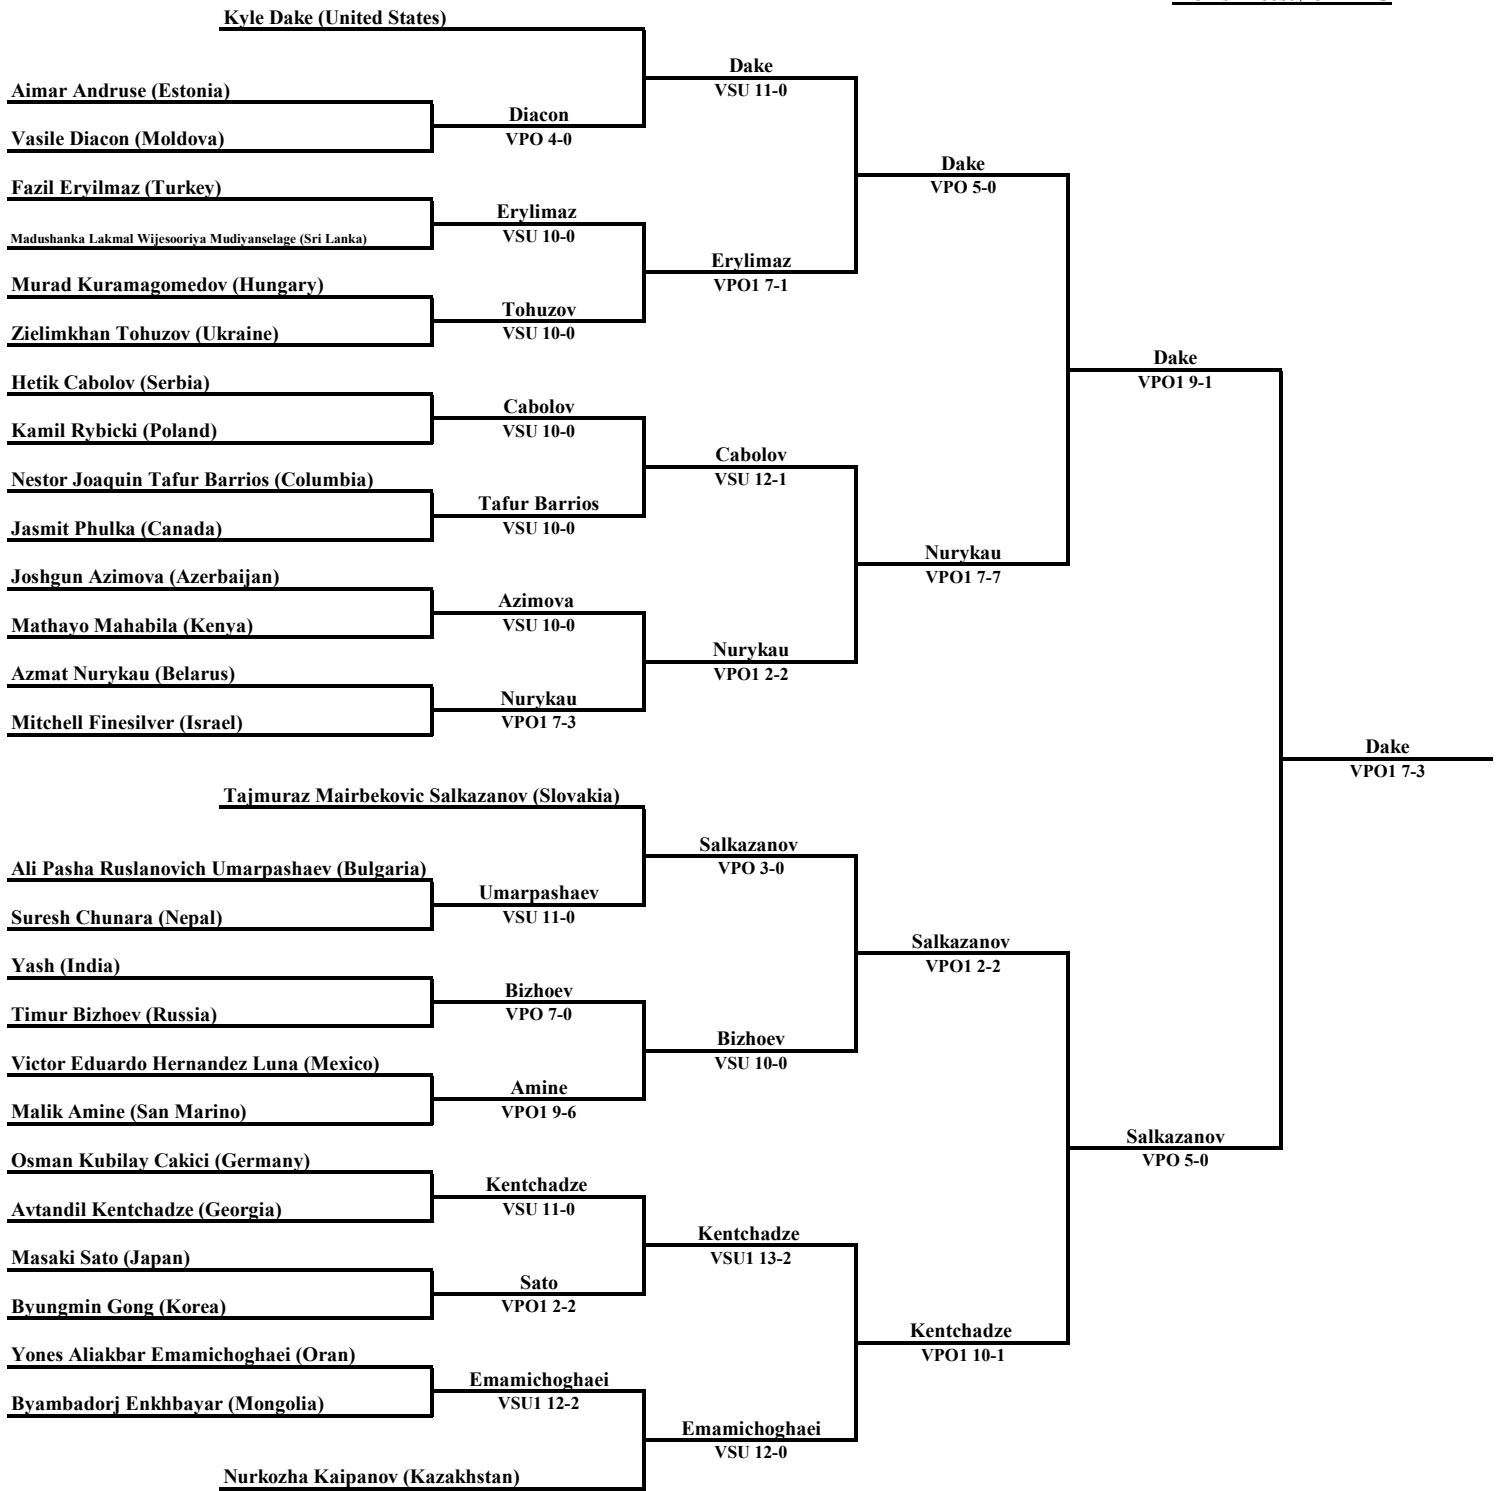 Kyle Dake (United States)
Dake
VSU 11-0
Aimar Andruse (Estonia)
Diacon
VPO 4-0
Vasile Diacon (Moldova)
Dake
VPO 5-0
Fazil Eryilmaz (Turkey)
Erylimaz
VSU 10-0
Madushanka Lakmal Wijesooriya Mudiyanselage (Sri Lanka)
Erylimaz
VPO1 7-1
Murad Kuramagomedov (Hungary)
Tohuzov
VSU 10-0
Zielimkhan Tohuzov (Ukraine)
Dake
VPO1 9-1
Hetik Cabolov (Serbia)
Cabolov
VSU 10-0
Kamil Rybicki (Poland)
Cabolov
VSU 12-1
Nestor Joaquin Tafur Barrios (Columbia)
Tafur Barrios
VSU 10-0
Jasmit Phulka (Canada)
Nurykau
VPO1 7-7
Joshgun Azimova (Azerbaijan)
Azimova
VSU 10-0
Mathayo Mahabila (Kenya)
Nurykau
VPO1 2-2
Azmat Nurykau (Belarus)
Nurykau
VPO1 7-3
Mitchell Finesilver (Israel)
Dake
VPO1 7-3
Tajmuraz Mairbekovic Salkazanov (Slovakia)
Salkazanov
VPO 3-0
Ali Pasha Ruslanovich Umarpashaev (Bulgaria)
Umarpashaev
VSU 11-0
Suresh Chunara (Nepal)
Salkazanov
VPO1 2-2
Yash (India)
Bizhoev
VPO 7-0
Timur Bizhoev (Russia)
Bizhoev
VSU 10-0
Victor Eduardo Hernandez Luna (Mexico)
Amine
VPO1 9-6
Malik Amine (San Marino)
Salkazanov
VPO 5-0
Osman Kubilay Cakici (Germany)
Kentchadze
VSU 11-0
Avtandil Kentchadze (Georgia)
Kentchadze
VSU1 13-2
Masaki Sato (Japan)
Sato
VPO1 2-2
Byungmin Gong (Korea)
Kentchadze
VPO1 10-1
Yones Aliakbar Emamichoghaei (Oran)
Emamichoghaei
VSU1 12-2
Byambadorj Enkhbayar (Mongolia)
Emamichoghaei
VSU 12-0
Nurkozha Kaipanov (Kazakhstan)